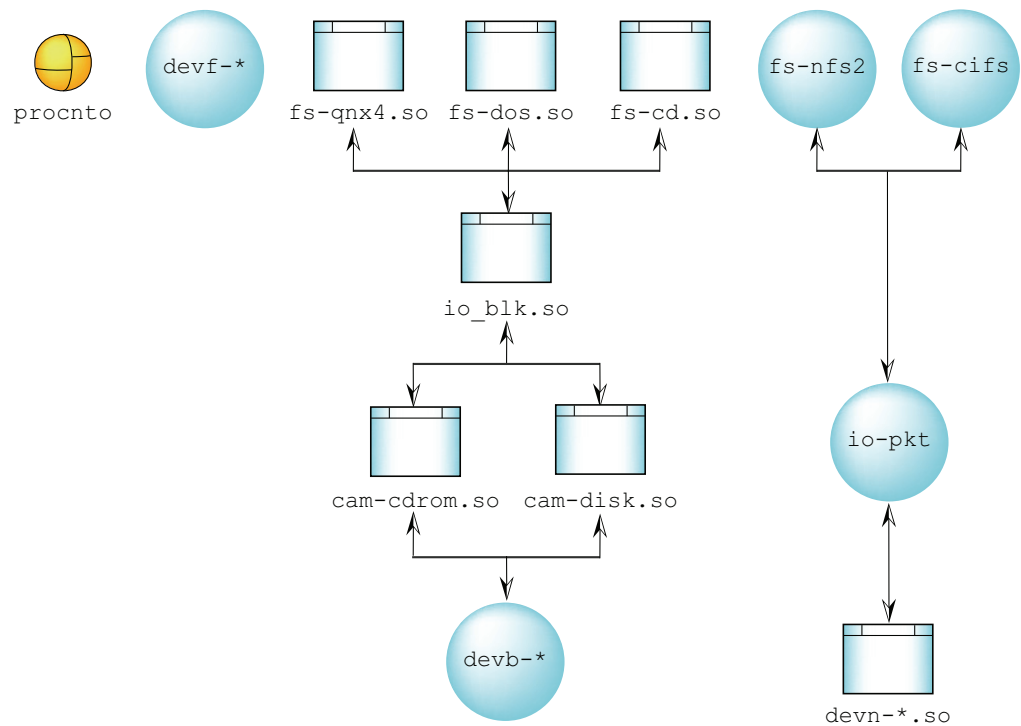 devf-*
fs-nfs2
fs-cifs
procnto
fs-qnx4.so
fs-dos.so
fs-cd.so
io_blk.so
io-pkt
cam-cdrom.so
cam-disk.so
devb-*
devn-*.so